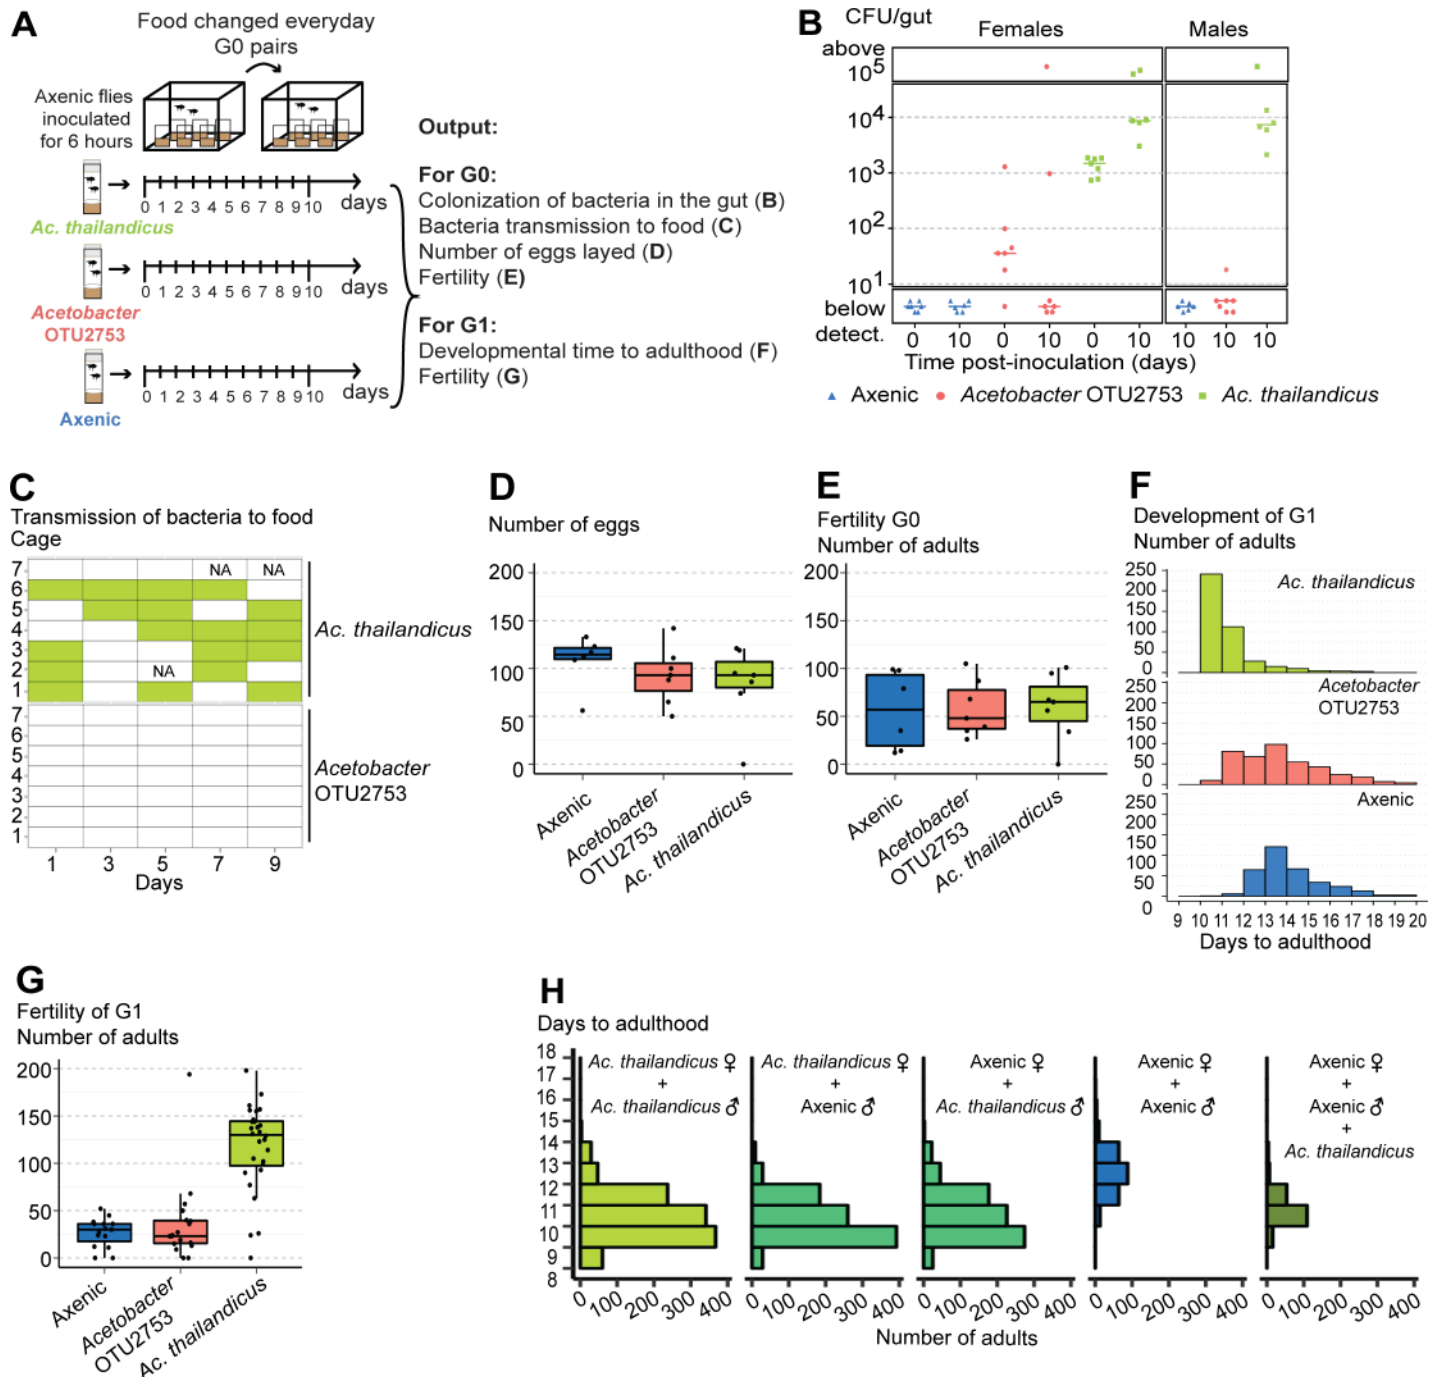 A
Food changed everyday
G0 pairs
Axenic flies
inoculated
for 6 hours
0 1 2 3 4 5 6 7 8 9 10 days
Ac. thailandicus
0 1 2 3 4 5 6 7 8 9 10 days
Acetobacter
OTU2753
0 1 2 3 4 5 6 7 8 9 10 days
Axenic
Output:
For G0:
Colonization of bacteria in the gut (B)
Bacteria transmission to food (C)
Number of eggs layed (D)
Fertility (E)
For G1:
Developmental time to adulthood (F)
Fertility (G)
B
CFU/gut
Females
Males
above
10^5
10^4
10^3
10^2
10^1
below
detect.
0 10 0 10 0 10 10 10 10
Time post-inoculation (days)
Axenic
Acetobacter OTU2753
Ac. thailandicus
C
Transmission of bacteria to food
Cage
7 NA NA
6
5
4
3
2 NA
1
Ac. thailandicus
7
6
5
4
3
2
1
Acetobacter
OTU2753
1 3 5 7 9
Days
D
Number of eggs
200
150
100
50
0
Axenic
Acetobacter
OTU2753
Ac. thailandicus
E
Fertility G0
Number of adults
200
150
100
50
0
Axenic
Acetobacter
OTU2753
Ac. thailandicus
F
Development of G1
Number of adults
250
200
150
100
50
0
Ac. thailandicus
250
200
150
100
50
0
Acetobacter
OTU2753
250
200
150
100
50
0
Axenic
9 10 11 12 13 14 15 16 17 18 19 20
Days to adulthood
G
Fertility of G1
Number of adults
200
150
100
50
0
Axenic
Acetobacter
OTU2753
Ac. thailandicus
H
Days to adulthood
18
17
16
15
14
13
12
11
10
9
8
Ac. thailandicus ♀
+
Ac. thailandicus ♂
Ac. thailandicus ♀
+
Axenic ♂
Axenic ♀
+
Ac. thailandicus ♂
Axenic ♀
+
Axenic ♂
Axenic ♀
+
Axenic ♂
+
Ac. thailandicus
0 100 200 300 400
0 100 200 300 400
0 100 200 300 400
0 100 200 300 400
0 100 200 300 400
Number of adults